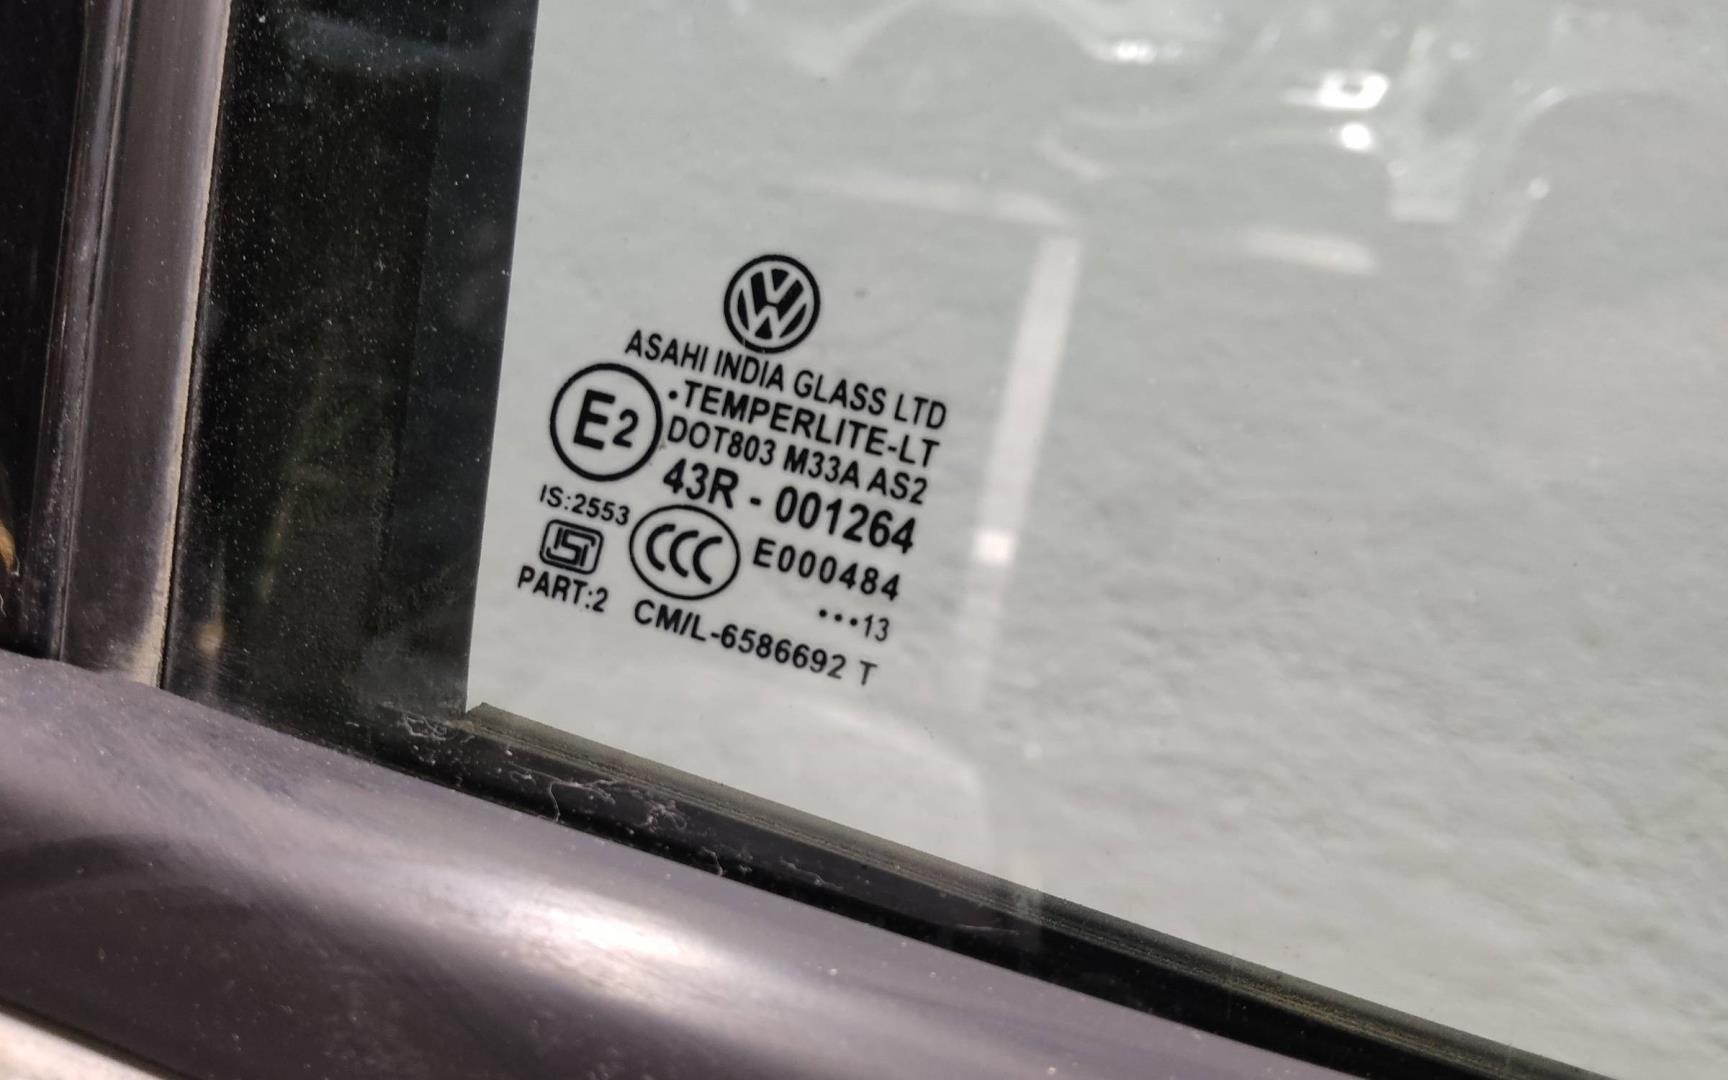 ASAHI INDIA GLASS LTD
•TEMPERLITE-LT
E2
DOT803 M33A AS2
43R - 001264
IS:2553
CCC
E000484
ISI
•••13
PART:2
CM/L-6586692 T